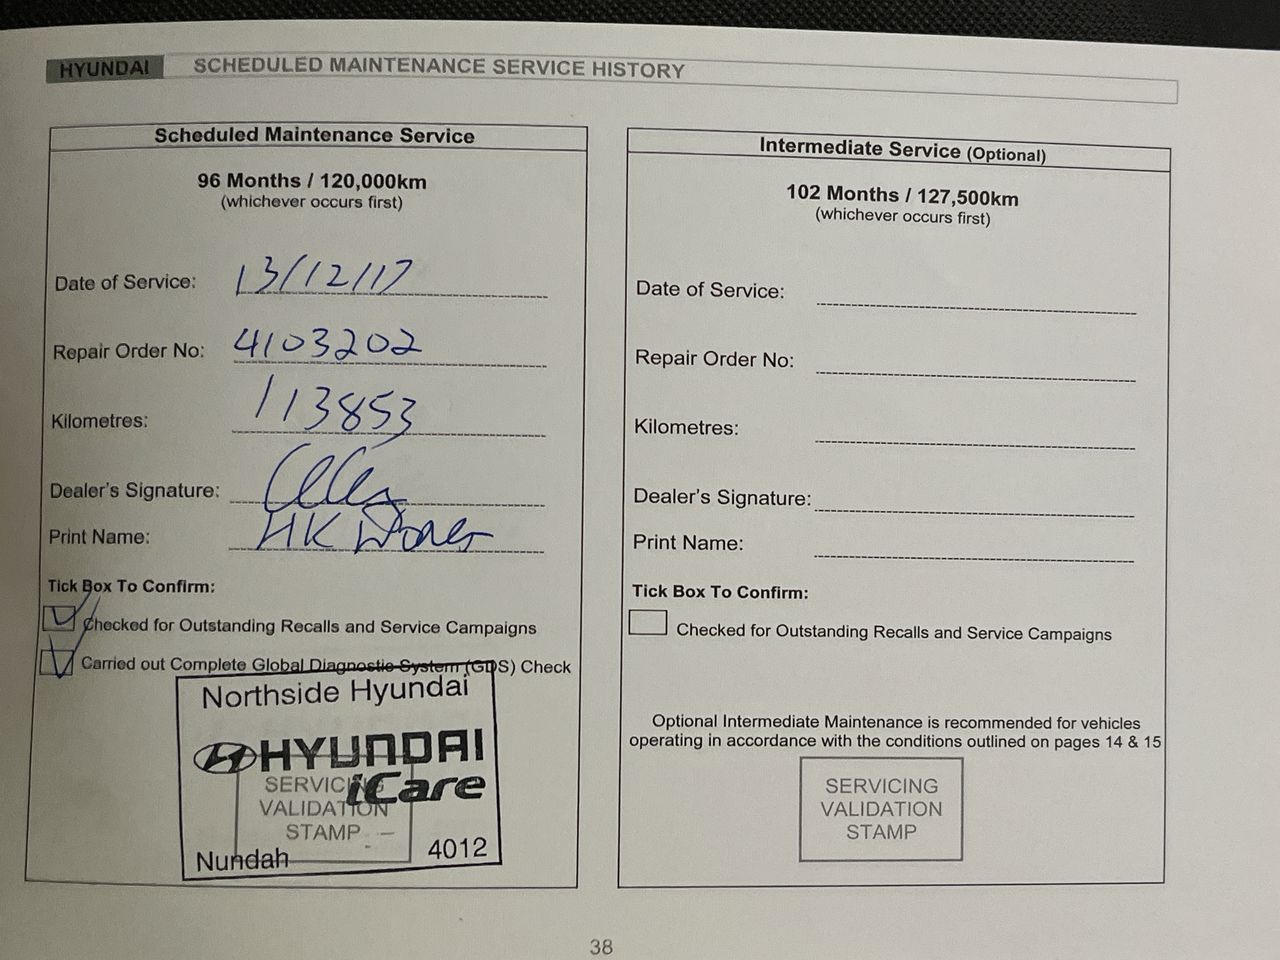 HYUNDAI SCHEDULED MAINTENANCE SERVICE HISTORY
Scheduled Maintenance Service
96 Months / 120,000km
(whichever occurs first)
Date of Service: 13/12/17
Repair Order No: 4103202
Kilometres: 113853
Dealer's Signature:
Print Name: HK
Tick Box To Confirm:
Checked for Outstanding Recalls and Service Campaigns
Carried out Complete Global Diagnostic System (GDS) Check
Northside Hyundai
HYUNDAI
iCare
SERVICING
VALIDATION
STAMP
Nundah 4012
Intermediate Service (Optional)
102 Months / 127,500km
(whichever occurs first)
Date of Service:
Repair Order No:
Kilometres:
Dealer's Signature:
Print Name:
Tick Box To Confirm:
Checked for Outstanding Recalls and Service Campaigns
Optional Intermediate Maintenance is recommended for vehicles
operating in accordance with the conditions outlined on pages 14 & 15
SERVICING
VALIDATION
STAMP
38